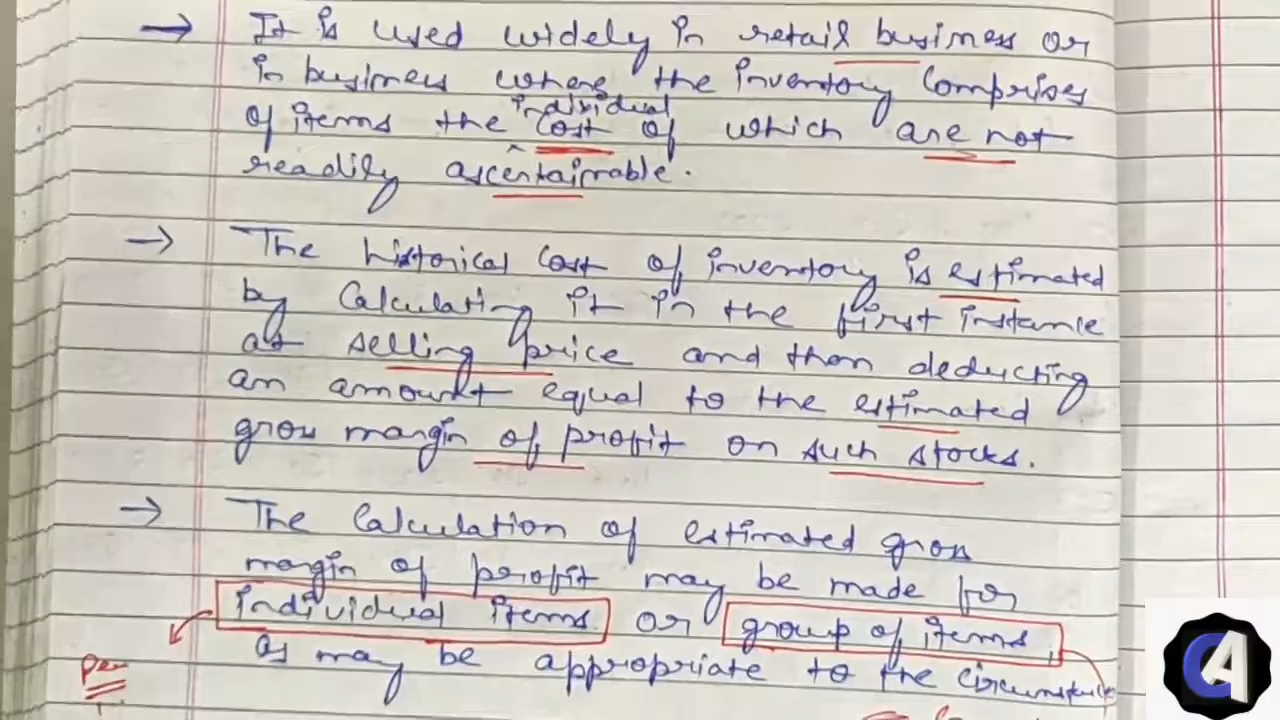 → It is used widely in retail business or
in business where the inventory comprises
of items the individual cost of which are not
readily ascertainable.
→ The historical cost of inventory is estimated
by calculating it in the first instance
at selling price and then deducting
an amount equal to the estimated
gross margin of profit on such stocks.
→ The calculation of estimated gross
margin of profit may be made for
individual items or group of items,
as may be appropriate to the circumstance
Pen
CA